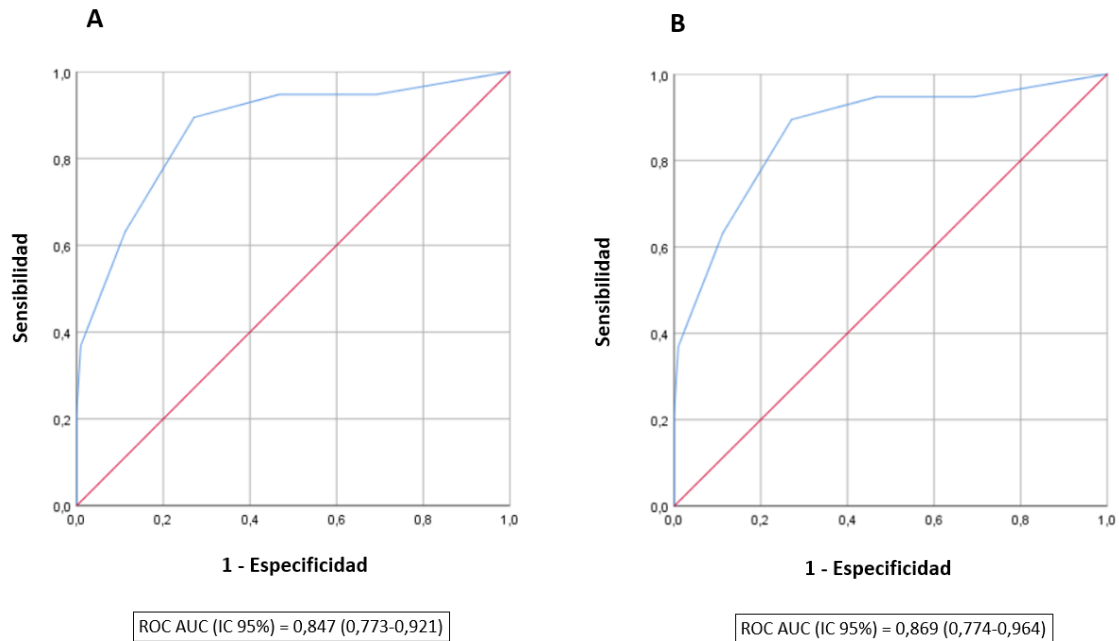 A
1,0
0,8
0,6
0,4
0,2
0,0
Sensibilidad
0,0 0,2 0,4 0,6 0,8 1,0
1 - Especificidad
ROC AUC (IC 95%) = 0,847 (0,773-0,921)
B
1,0
0,8
0,6
0,4
0,2
0,0
Sensibilidad
0,0 0,2 0,4 0,6 0,8 1,0
1 - Especificidad
ROC AUC (IC 95%) = 0,869 (0,774-0,964)